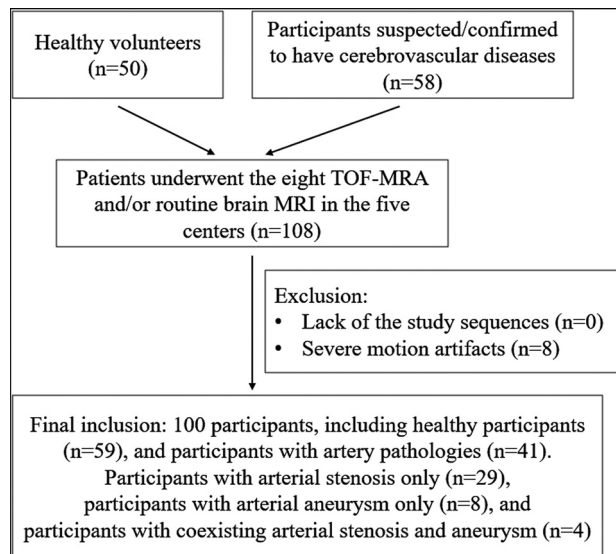 Healthy volunteers
(n=50)
Participants suspected/confirmed
to have cerebrovascular diseases
(n=58)
Patients underwent the eight TOF-MRA
and/or routine brain MRI in the five
centers (n=108)
Exclusion:
• Lack of the study sequences (n=0)
• Severe motion artifacts (n=8)
Final inclusion: 100 participants, including healthy participants
(n=59), and participants with artery pathologies (n=41).
Participants with arterial stenosis only (n=29),
participants with arterial aneurysm only (n=8), and
participants with coexisting arterial stenosis and aneurysm (n=4)